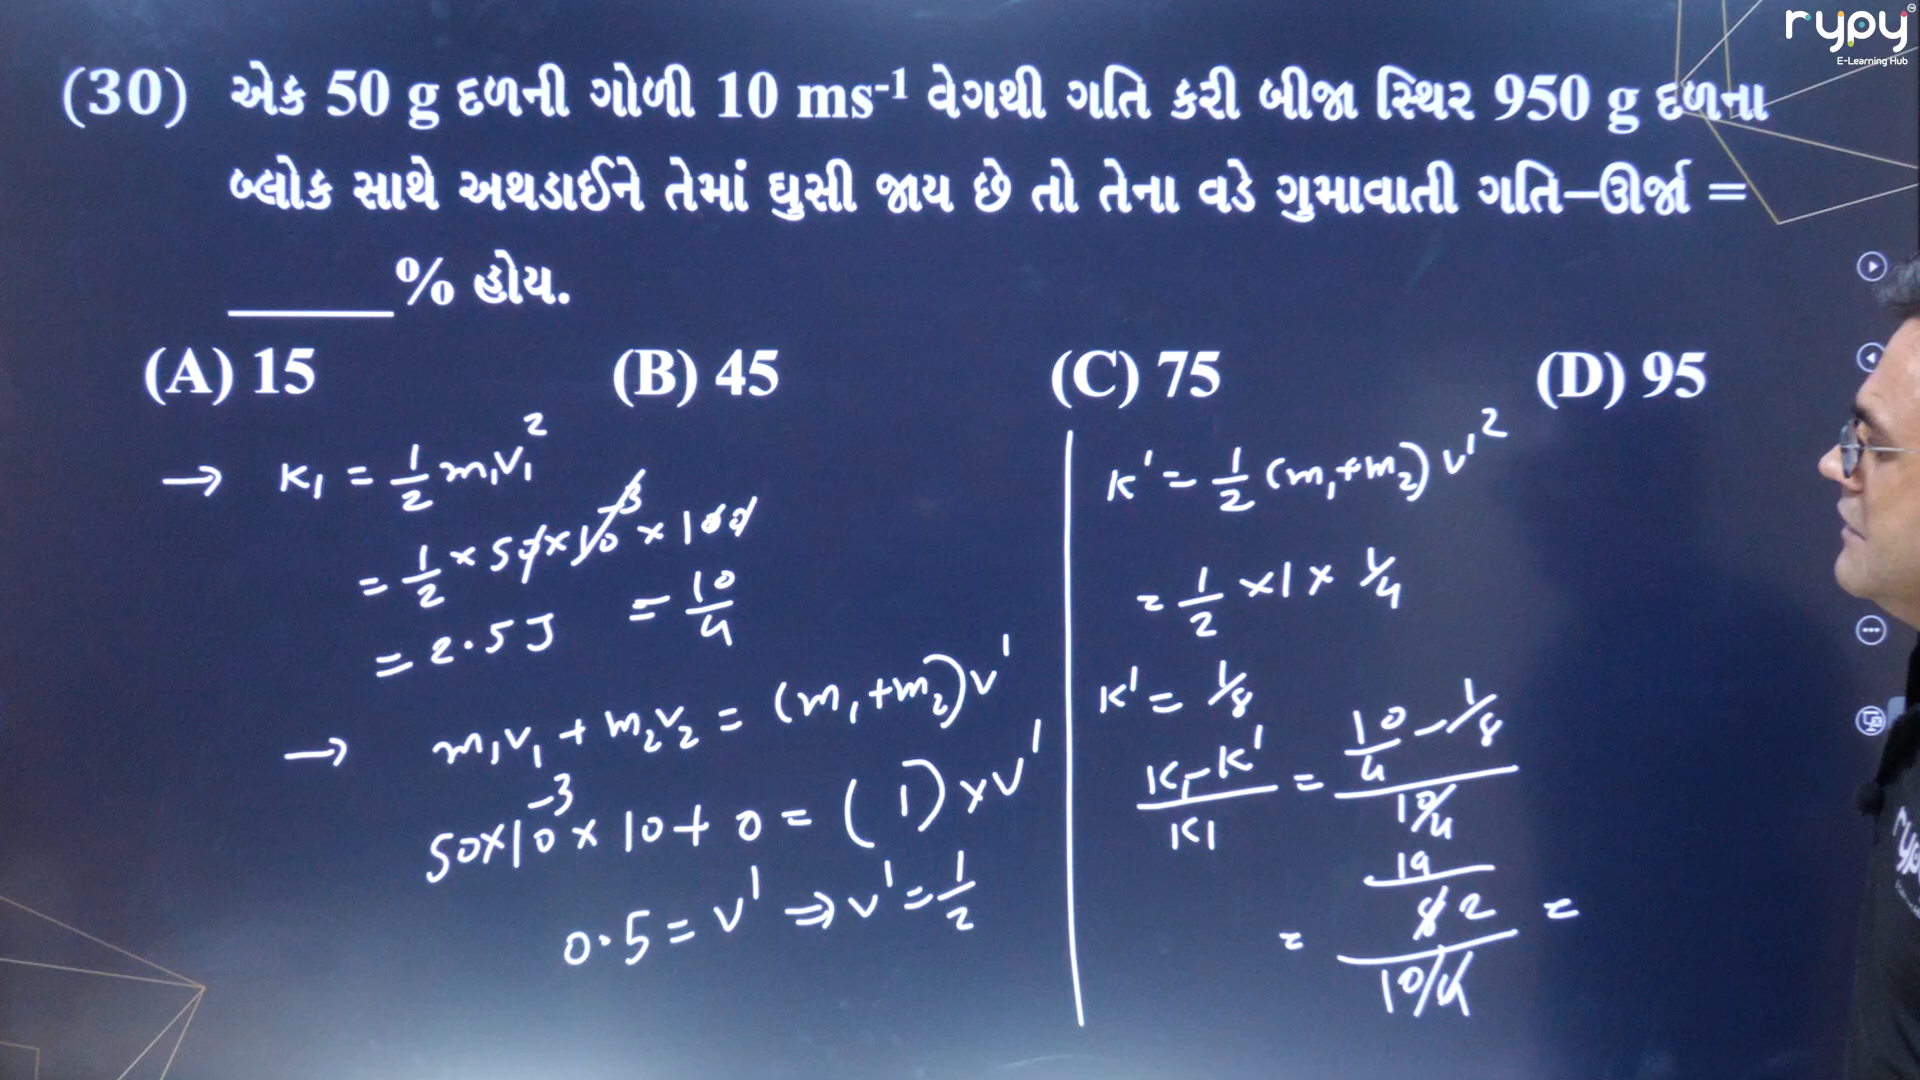 rypy
E-Learning Hub
(30) એક 50 g દળની ગોળી 10 ms⁻¹ વેગથી ગતિ કરી બીજા સ્થિર 950 g દળના
બ્લોક સાથે અથડાઈને તેમાં ઘુસી જાય છે તો તેના વડે ગુમાવાતી ગતિ–ઊર્જા =
______% હોય.
(A) 15 (B) 45 (C) 75 (D) 95
→ K₁ = 1/2 m₁v₁²
= 1/2 × 50 × 10⁻³ × 100
= 2.5 J = 10/4
→ m₁v₁ + m₂v₂ = (m₁+m₂)v'
50×10⁻³ × 10 + 0 = (1) × v'
0.5 = v' ⇒ v' = 1/2
K' = 1/2 (m₁+m₂) v'²
= 1/2 × 1 × 1/4
K' = 1/8
(K₁-K')/K1 = (10/4 - 1/8)/(10/4)
= (19/8 2)/(10/4) =
ryp